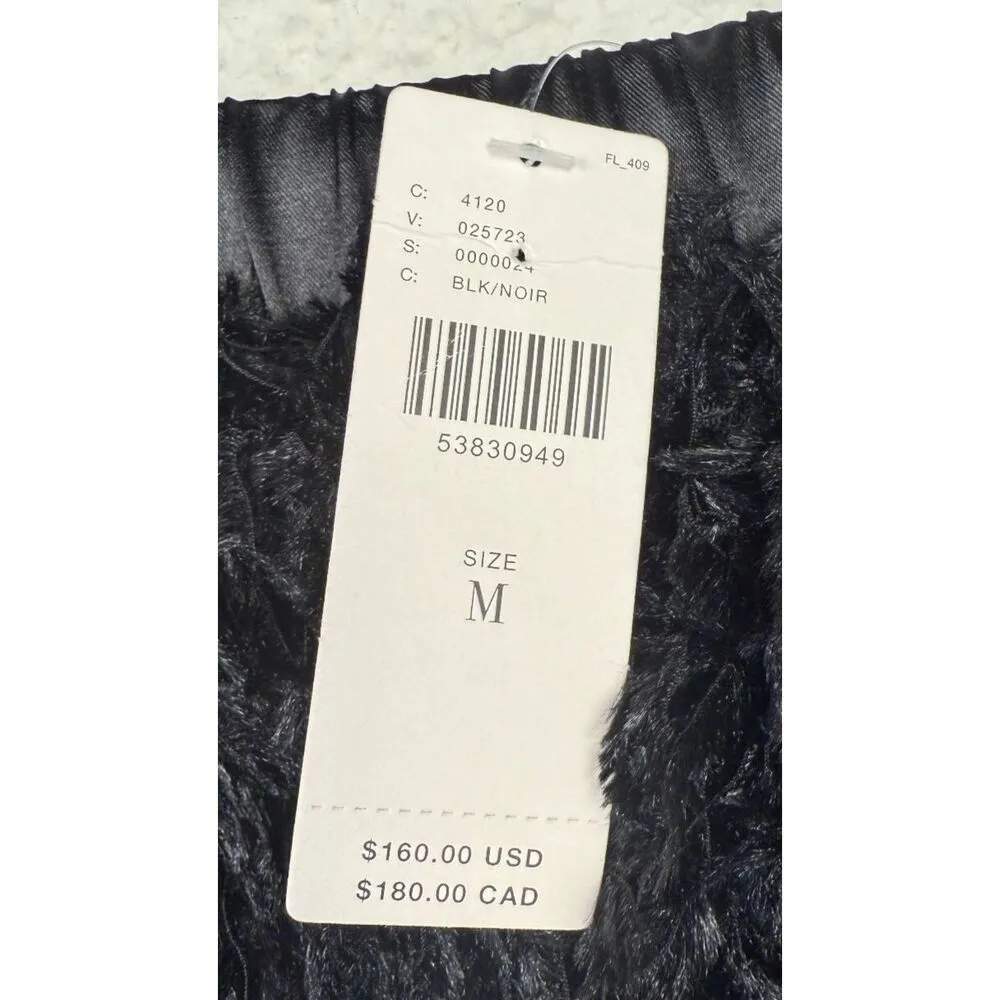 FL_409
C: 4120
V: 025723
S: 0000024
C: BLK/NOIR
53830949
SIZE
M
$160.00 USD
$180.00 CAD